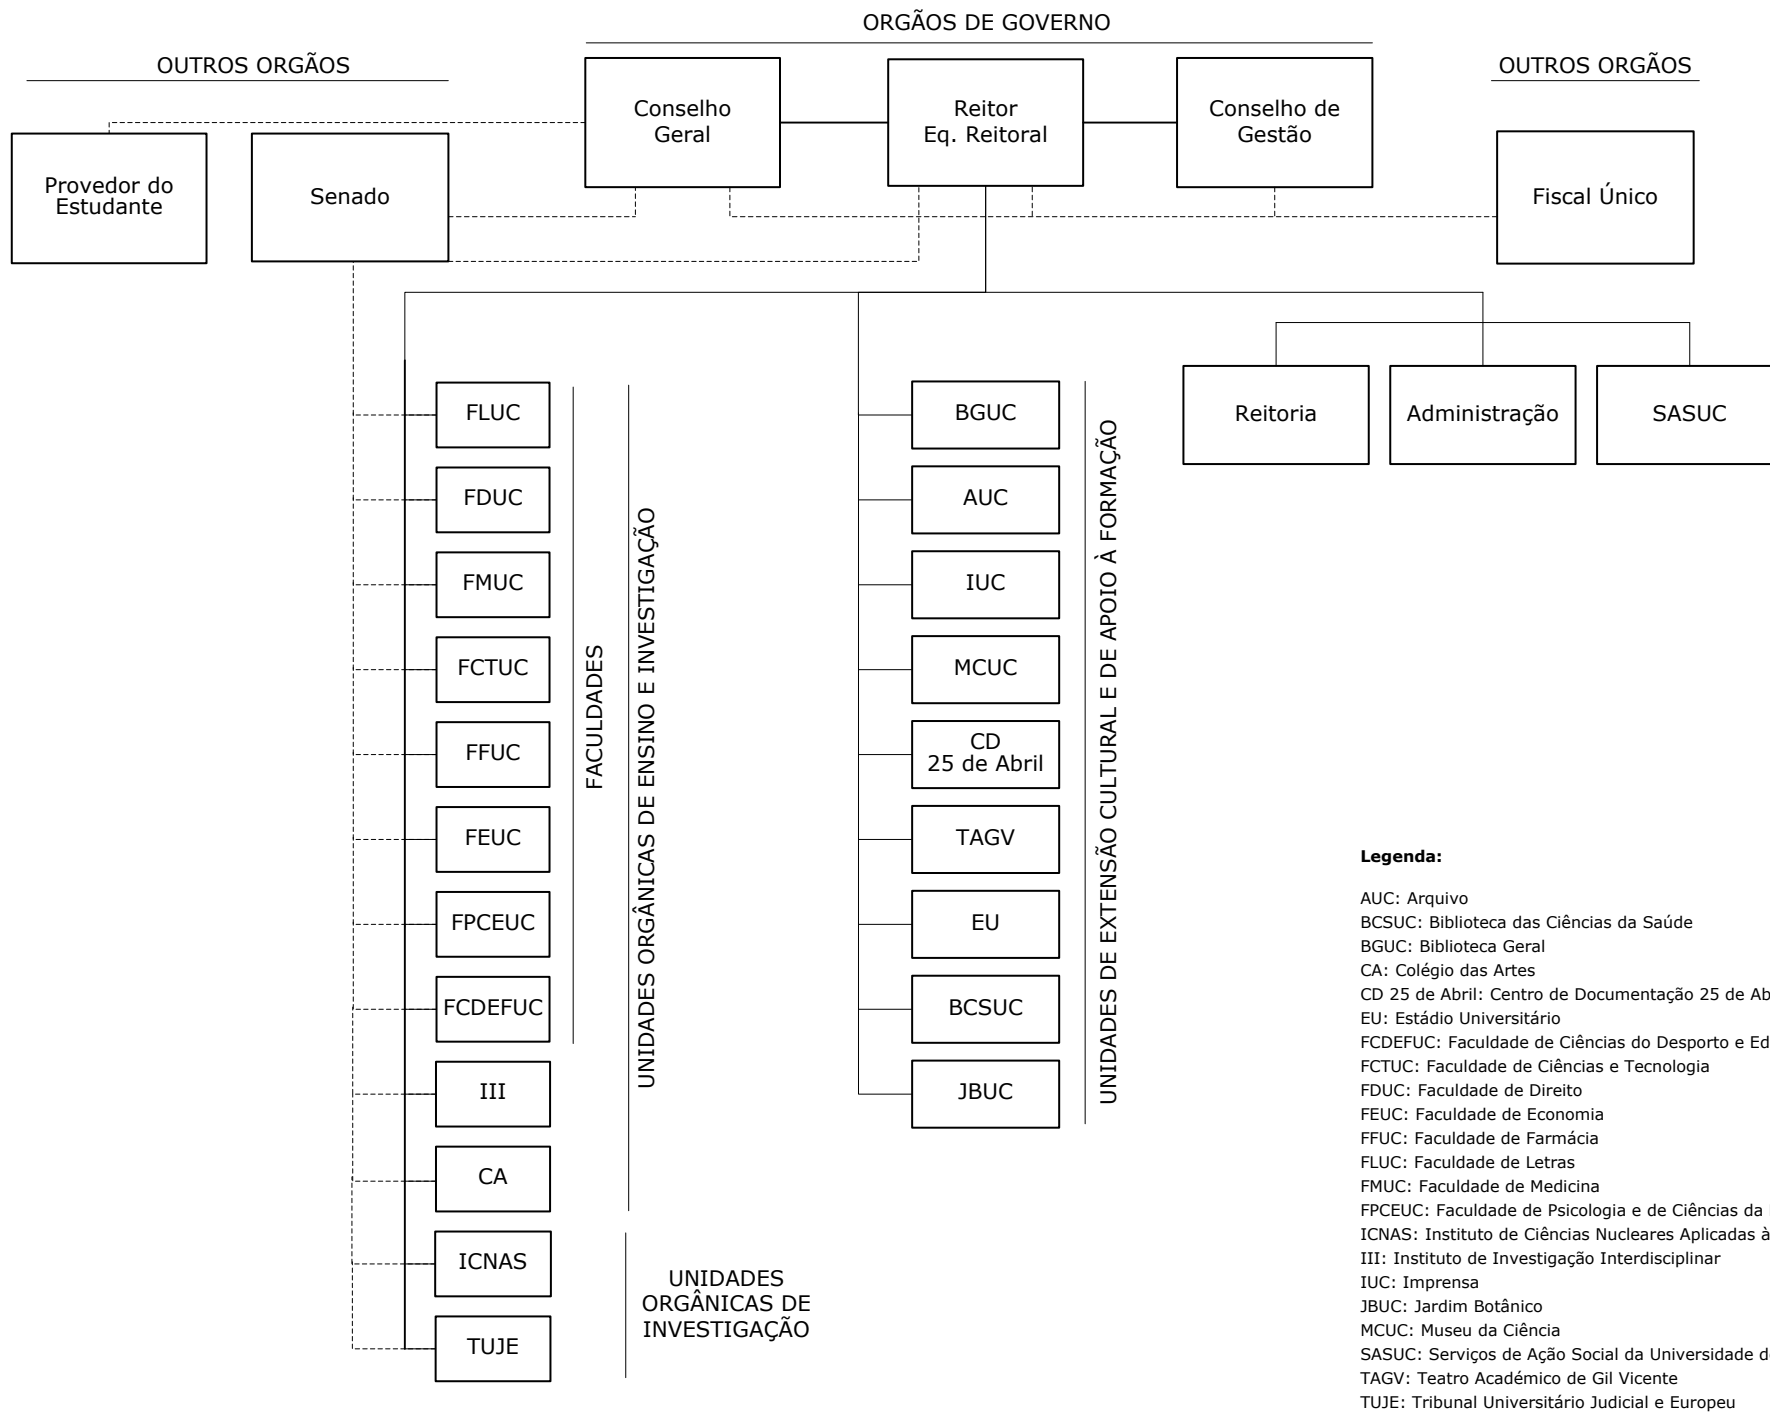 ORGÃOS DE GOVERNO
OUTROS ORGÃOS
OUTROS ORGÃOS
Conselho
Geral
Reitor
Eq. Reitoral
Conselho de
Gestão
Provedor do
Estudante
Senado
Fiscal Único
FLUC
FDUC
FMUC
FCTUC
FFUC
FEUC
FPCEUC
FCDEFUC
III
CA
ICNAS
TUJE
FACULDADES
UNIDADES ORGÂNICAS DE ENSINO E INVESTIGAÇÃO
UNIDADES
ORGÂNICAS DE
INVESTIGAÇÃO
BGUC
AUC
IUC
MCUC
CD
25 de Abril
TAGV
EU
BCSUC
JBUC
UNIDADES DE EXTENSÃO CULTURAL E DE APOIO À FORMAÇÃO
Reitoria
Administração
SASUC
Legenda:
AUC: Arquivo
BCSUC: Biblioteca das Ciências da Saúde
BGUC: Biblioteca Geral
CA: Colégio das Artes
CD 25 de Abril: Centro de Documentação 25 de Ab
EU: Estádio Universitário
FCDEFUC: Faculdade de Ciências do Desporto e Ed
FCTUC: Faculdade de Ciências e Tecnologia
FDUC: Faculdade de Direito
FEUC: Faculdade de Economia
FFUC: Faculdade de Farmácia
FLUC: Faculdade de Letras
FMUC: Faculdade de Medicina
FPCEUC: Faculdade de Psicologia e de Ciências da
ICNAS: Instituto de Ciências Nucleares Aplicadas à
III: Instituto de Investigação Interdisciplinar
IUC: Imprensa
JBUC: Jardim Botânico
MCUC: Museu da Ciência
SASUC: Serviços de Ação Social da Universidade d
TAGV: Teatro Académico de Gil Vicente
TUJE: Tribunal Universitário Judicial e Europeu